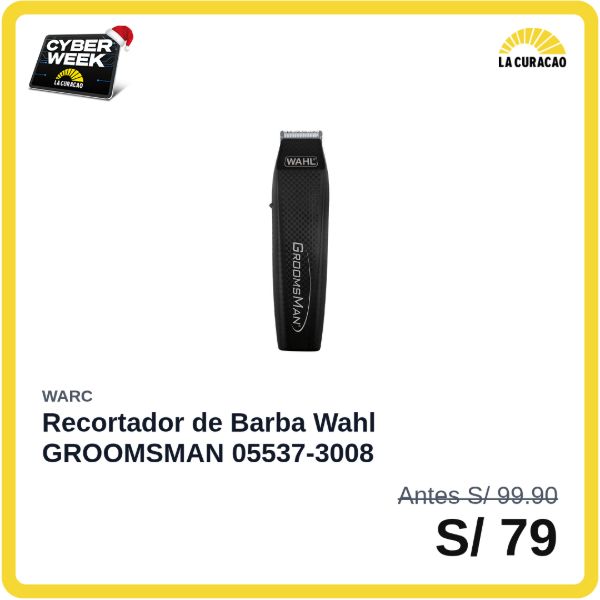 CYBER
WEEK
LA CURACAO
LA CURACAO
WAHL
GROOMSMAN
WARC
Recortador de Barba Wahl
GROOMSMAN 05537-3008
Antes S/ 99.90
S/ 79